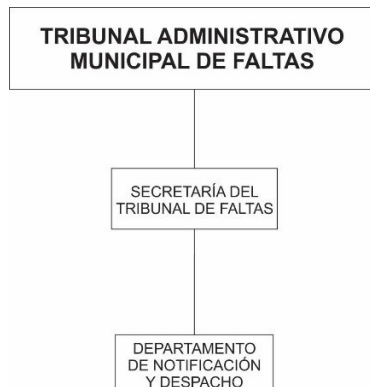 TRIBUNAL ADMINISTRATIVO
MUNICIPAL DE FALTAS
SECRETARÍA DEL
TRIBUNAL DE FALTAS
DEPARTAMENTO
DE NOTIFICACIÓN
Y DESPACHO